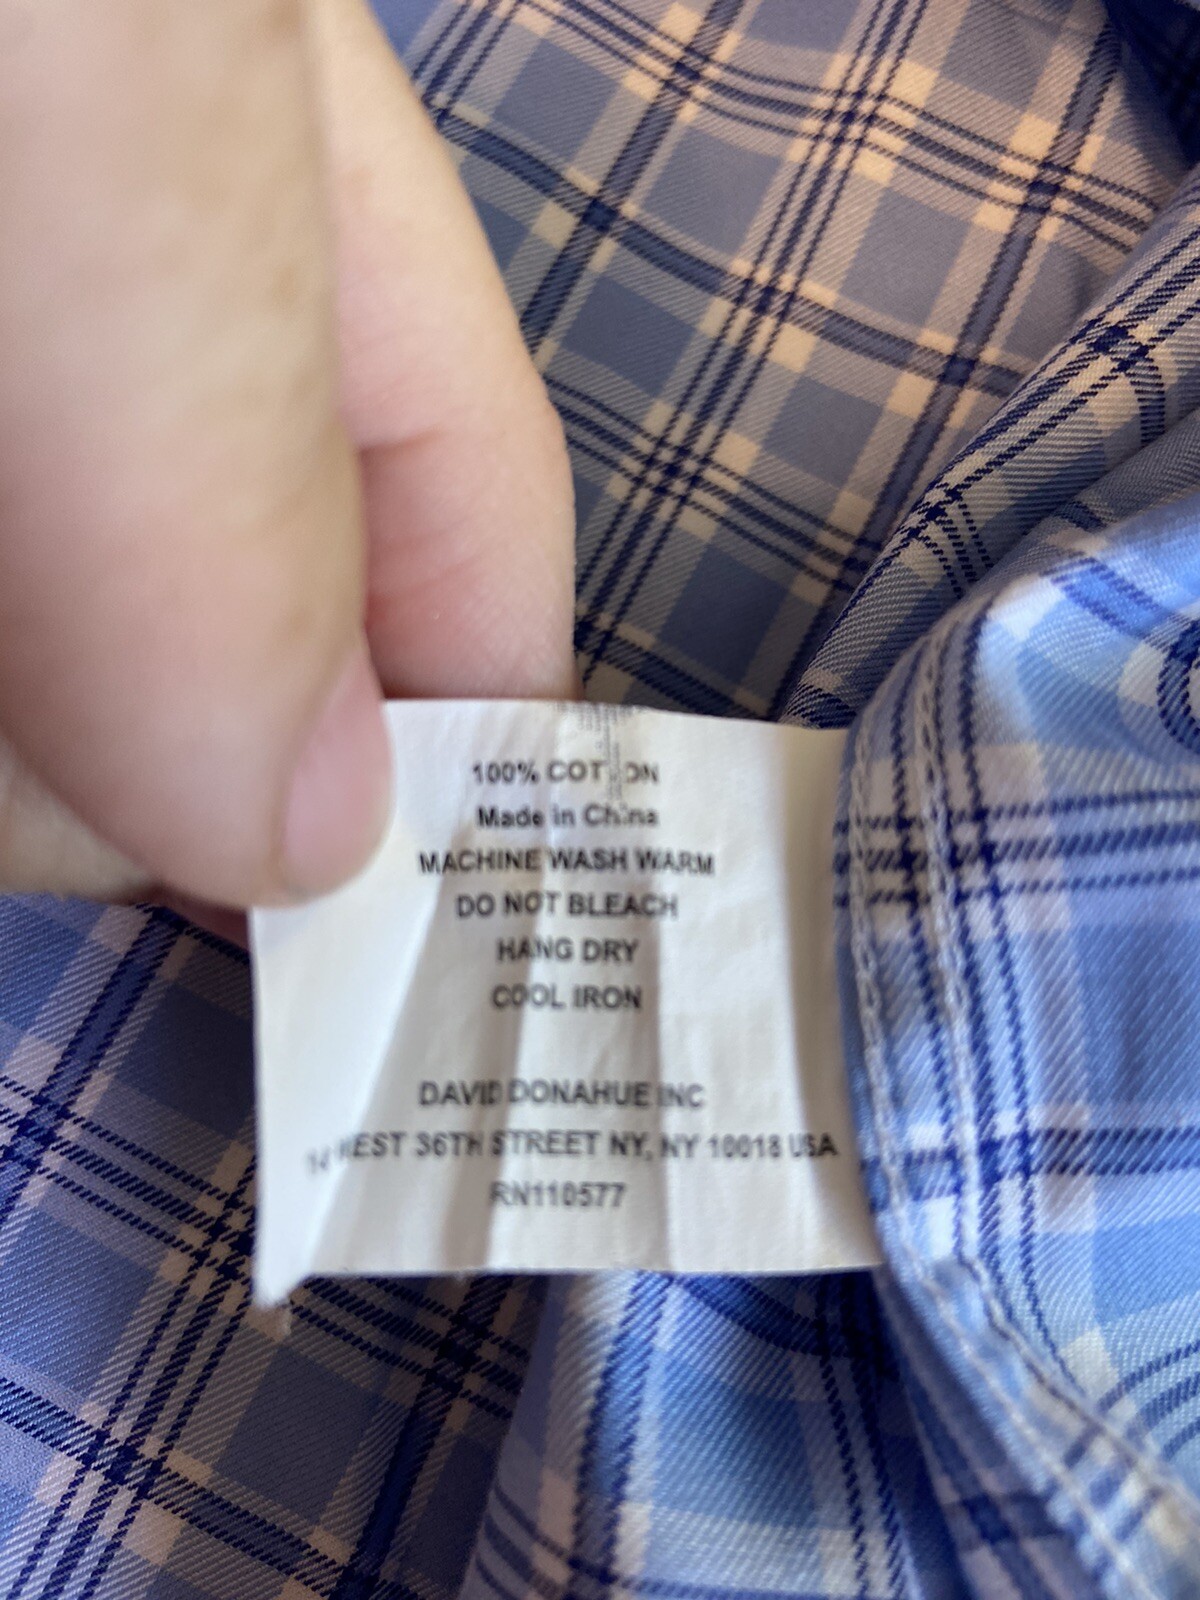 100% COTTON
Made in China
MACHINE WASH WARM
DO NOT BLEACH
HANG DRY
COOL IRON
DAVID DONAHUE INC
WEST 36TH STREET NY, NY 10018 USA
RN110577